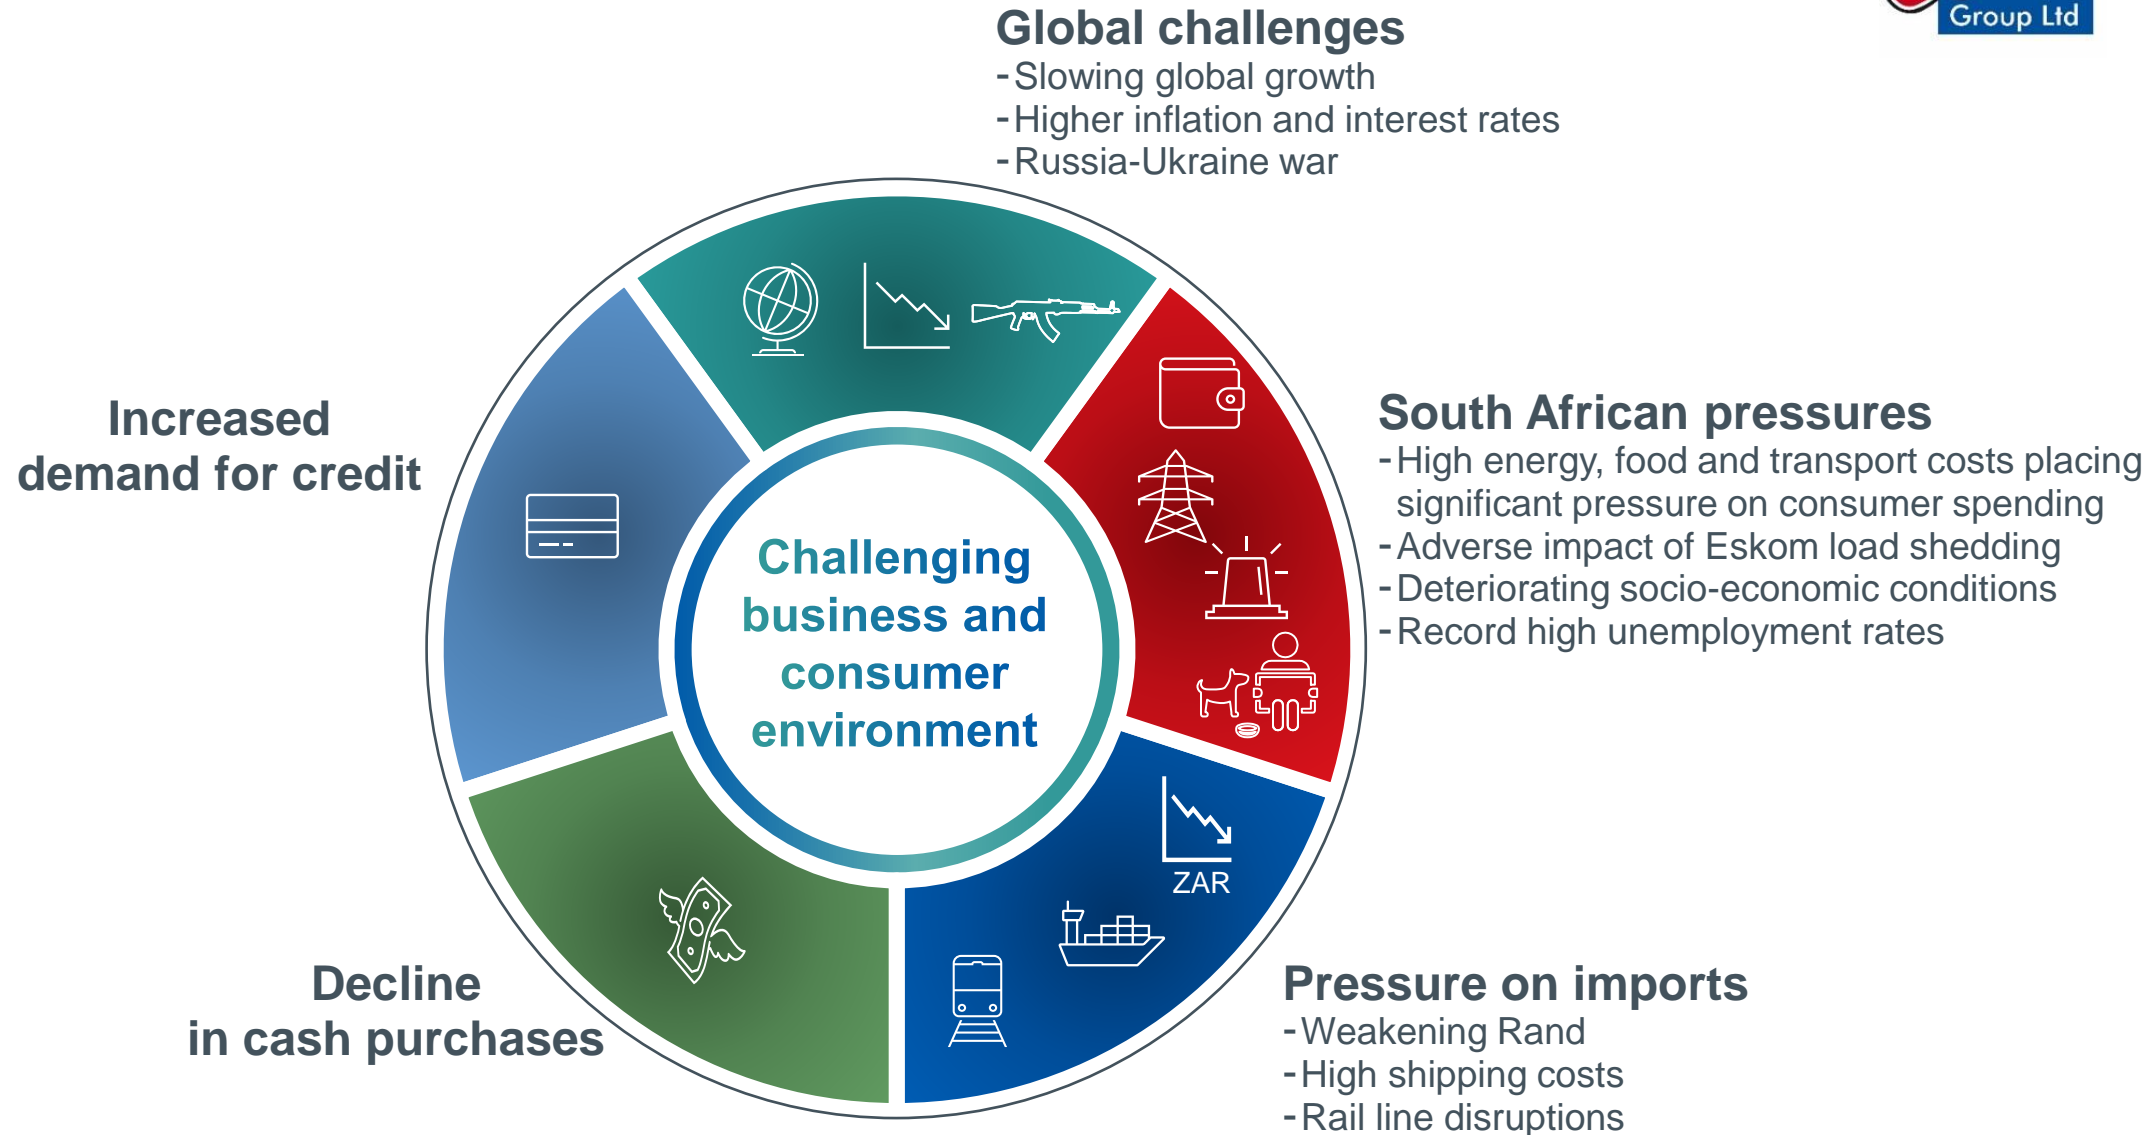 Group Ltd
Global challenges
-Slowing global growth
-Higher inflation and interest rates
-Russia-Ukraine war
Increased
demand for credit
South African pressures
-High energy, food and transport costs placing
significant pressure on consumer spending
-Adverse impact of Eskom load shedding
-Deteriorating socio-economic conditions
-Record high unemployment rates
Challenging
business and
consumer
environment
ZAR
Decline
in cash purchases
Pressure on imports
-Weakening Rand
-High shipping costs
-Rail line disruptions